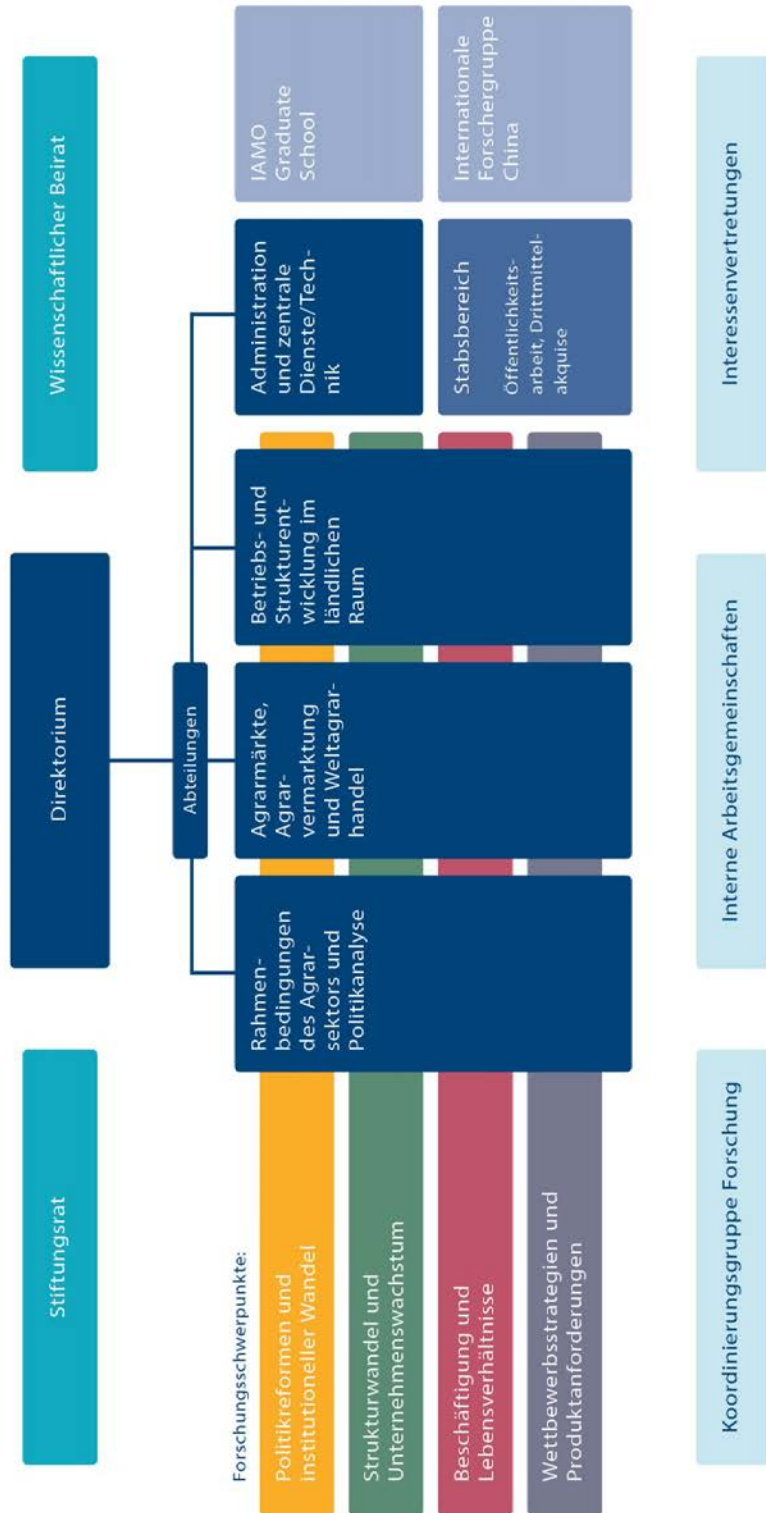 Stiftungsrat
Direktorium
Wissenschaftlicher Beirat
Abteilungen
Forschungsschwerpunkte:
Politikreformen und
institutioneller Wandel
Strukturwandel und
Unternehmenswachstum
Beschäftigung und
Lebensverhältnisse
Wettbewerbsstrategien und
Produktanforderungen
Rahmen-
bedingungen
des Agrar-
sektors und
Politikanalyse
Agrarmärkte,
Agrar-
vermarktung
und Weltagrar-
handel
Betriebs- und
Strukturent-
wicklung im
ländlichen
Raum
Administration
und zentrale
Dienste/Tech-
nik
Stabsbereich
Öffentlichkeits-
arbeit, Drittmittel-
akquise
IAMO
Graduate
School
Internationale
Forschergruppe
China
Koordinierungsgruppe Forschung
Interne Arbeitsgemeinschaften
Interessenvertretungen